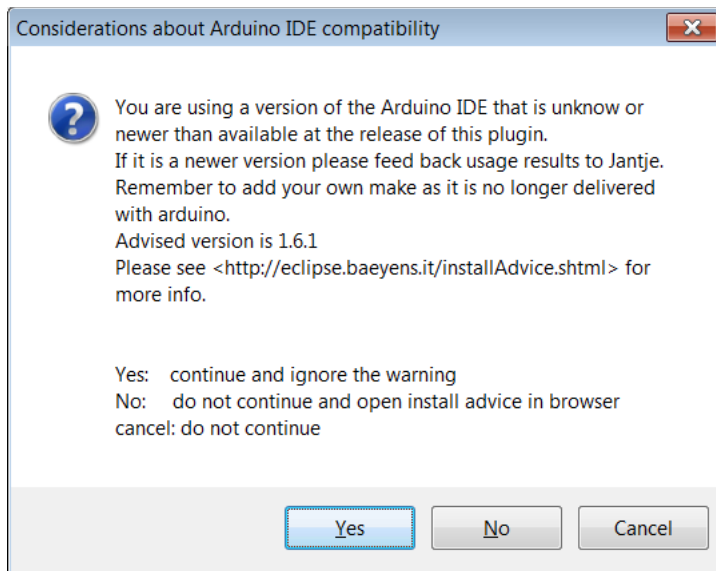 Considerations about Arduino IDE compatibility
You are using a version of the Arduino IDE that is unknow or
newer than available at the release of this plugin.
If it is a newer version please feed back usage results to Jantje.
Remember to add your own make as it is no longer delivered
with arduino.
Advised version is 1.6.1
Please see <http://eclipse.baeyens.it/installAdvice.shtml> for
more info.
Yes: continue and ignore the warning
No: do not continue and open install advice in browser
cancel: do not continue
Yes No Cancel